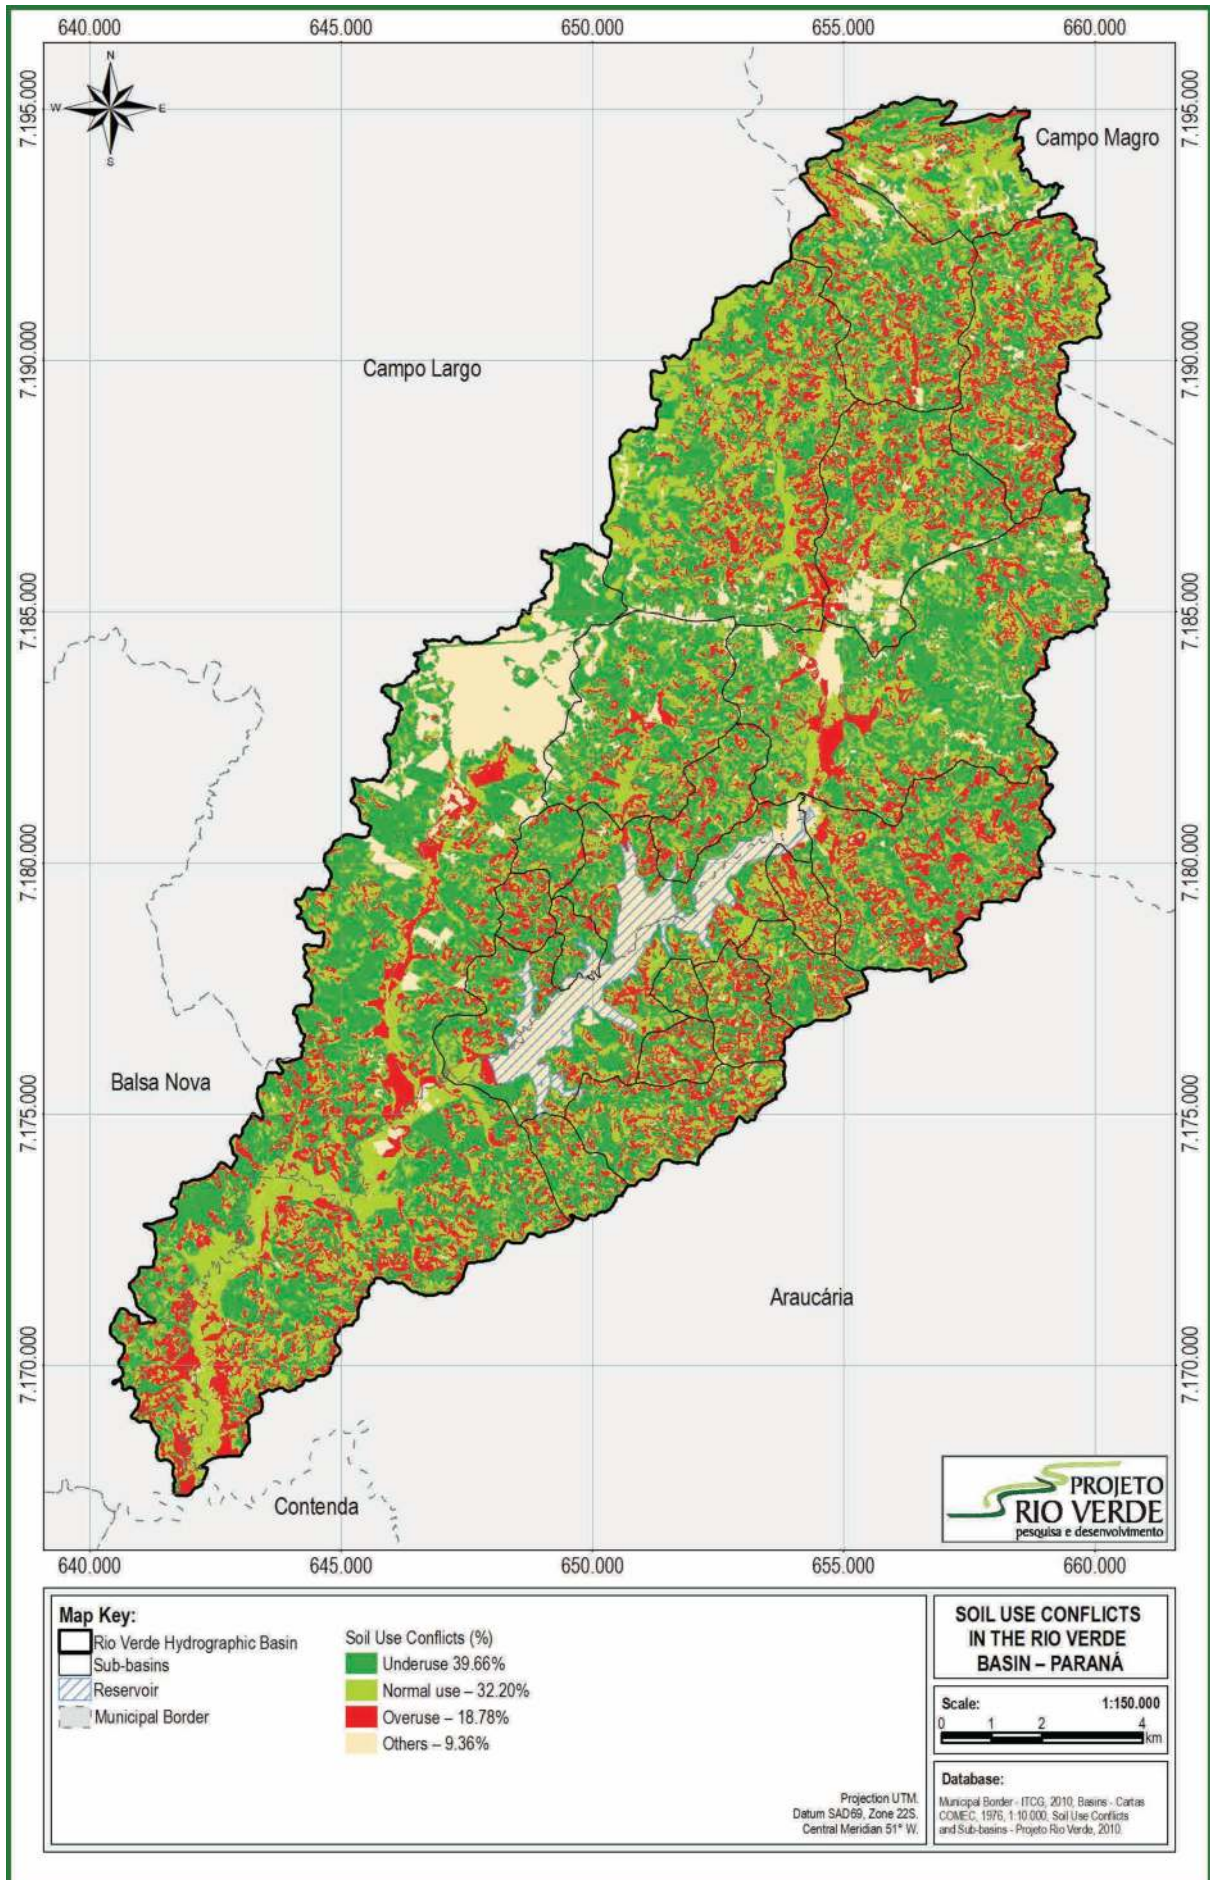 640.000 645.000 650.000 655.000 660.000
7.195.000 7.195.000
N
W E
S
Campo Magro
7.190.000 7.190.000
Campo Largo
7.185.000 7.185.000
7.180.000 7.180.000
Balsa Nova
7.175.000 7.175.000
Araucária
7.170.000 7.170.000
Contenda
PROJETO
RIO VERDE
pesquisa e desenvolvimento
640.000 645.000 650.000 655.000 660.000
Map Key:
Rio Verde Hydrographic Basin
Sub-basins
Reservoir
Municipal Border
Soil Use Conflicts (%)
Underuse 39.66%
Normal use – 32.20%
Overuse – 18.78%
Others – 9.36%
Projection UTM.
Datum SAD69, Zone 22S.
Central Meridian 51° W.
SOIL USE CONFLICTS
IN THE RIO VERDE
BASIN – PARANÁ
Scale: 1:150.000
0 1 2 4
km
Database:
Municipal Border - ITCG, 2010; Basins - Cartas
COMEC, 1976, 1:10.000; Soil Use Conflicts
and Sub-basins - Projeto Rio Verde, 2010.